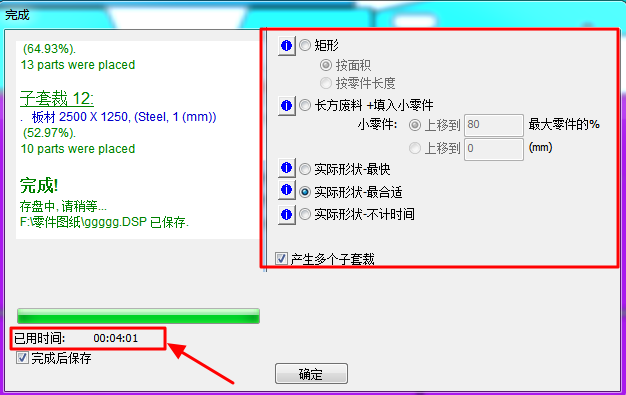 完成
(64.93%).
13 parts were placed
子套裁 12:
. 板材 2500 X 1250, (Steel, 1 (mm))
(52.97%).
10 parts were placed
完成!
存盘中, 请稍等...
F:\零件图纸\ggggg.DSP 已保存.
已用时间: 00:04:01
完成后保存
矩形
按面积
按零件长度
长方废料 +填入小零件
小零件: 上移到 80 最大零件的%
上移到 0 (mm)
实际形状-最快
实际形状-最合适
实际形状-不计时间
产生多个子套裁
确定